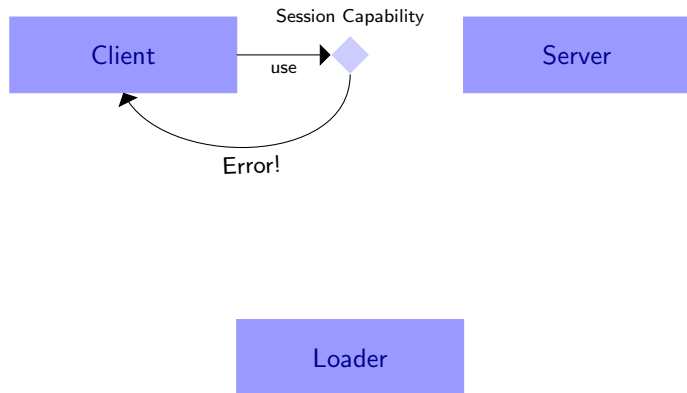 Session Capability
Client
use
Server
Error!
Loader